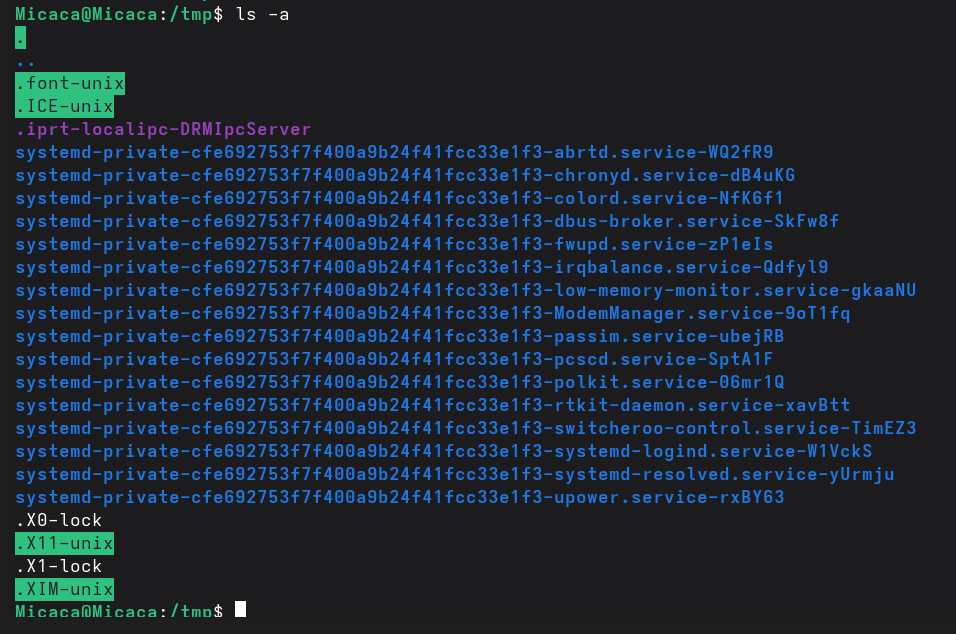 Micaca@Micaca:/tmp$ ls -a
.
..
.font-unix
.ICE-unix
.iprt-localipc-DRMIpcServer
systemd-private-cfe692753f7f400a9b24f41fcc33e1f3-abrtd.service-WQ2fR9
systemd-private-cfe692753f7f400a9b24f41fcc33e1f3-chronyd.service-dB4uKG
systemd-private-cfe692753f7f400a9b24f41fcc33e1f3-colord.service-NfK6f1
systemd-private-cfe692753f7f400a9b24f41fcc33e1f3-dbus-broker.service-SkFw8f
systemd-private-cfe692753f7f400a9b24f41fcc33e1f3-fwupd.service-zP1eIs
systemd-private-cfe692753f7f400a9b24f41fcc33e1f3-irqbalance.service-Qdfyl9
systemd-private-cfe692753f7f400a9b24f41fcc33e1f3-low-memory-monitor.service-gkaaNU
systemd-private-cfe692753f7f400a9b24f41fcc33e1f3-ModemManager.service-9oT1fq
systemd-private-cfe692753f7f400a9b24f41fcc33e1f3-passim.service-ubejRB
systemd-private-cfe692753f7f400a9b24f41fcc33e1f3-pcscd.service-SptA1F
systemd-private-cfe692753f7f400a9b24f41fcc33e1f3-polkit.service-06mr1Q
systemd-private-cfe692753f7f400a9b24f41fcc33e1f3-rtkit-daemon.service-xavBtt
systemd-private-cfe692753f7f400a9b24f41fcc33e1f3-switcheroo-control.service-TimEZ3
systemd-private-cfe692753f7f400a9b24f41fcc33e1f3-systemd-logind.service-W1VckS
systemd-private-cfe692753f7f400a9b24f41fcc33e1f3-systemd-resolved.service-yUrmju
systemd-private-cfe692753f7f400a9b24f41fcc33e1f3-upower.service-rxBY63
.X0-lock
.X11-unix
.X1-lock
.XIM-unix
Micaca@Micaca:/tmp$